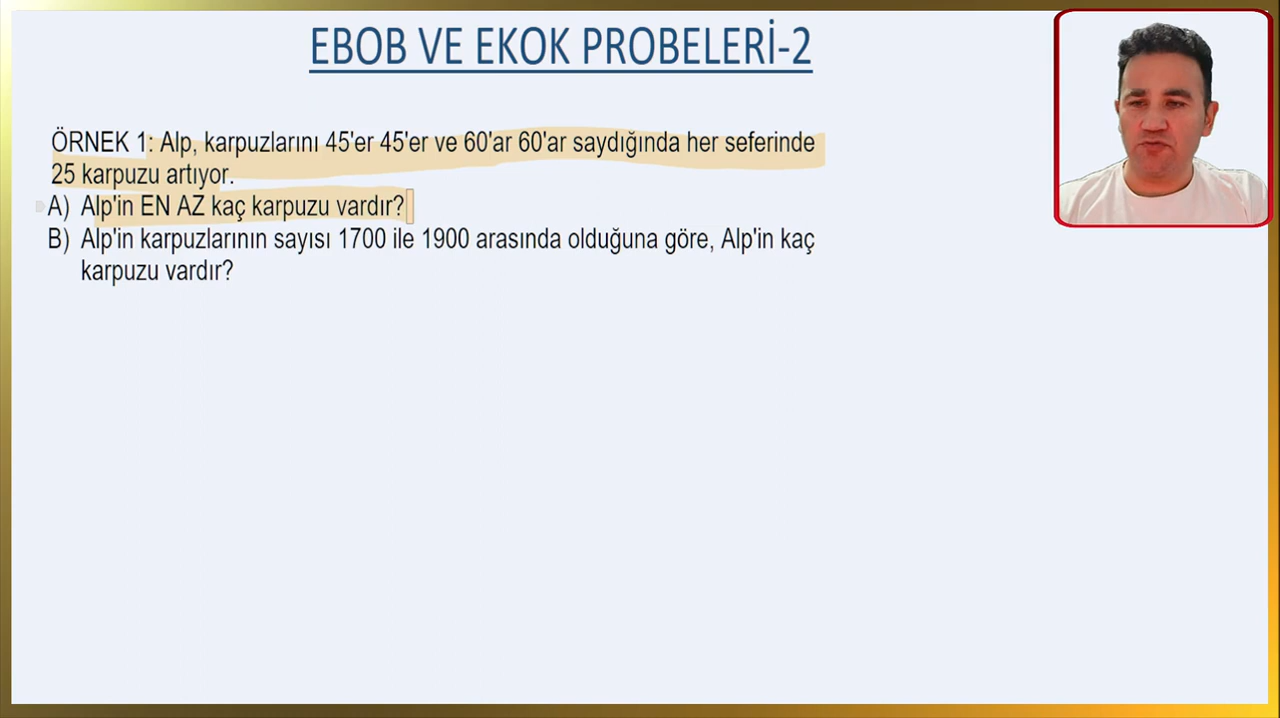 EBOB VE EKOK PROBELERİ-2
ÖRNEK 1: Alp, karpuzlarını 45'er 45'er ve 60'ar 60'ar saydığında her seferinde
25 karpuzu artıyor.
A) Alp'in EN AZ kaç karpuzu vardır?
B) Alp'in karpuzlarının sayısı 1700 ile 1900 arasında olduğuna göre, Alp'in kaç
karpuzu vardır?